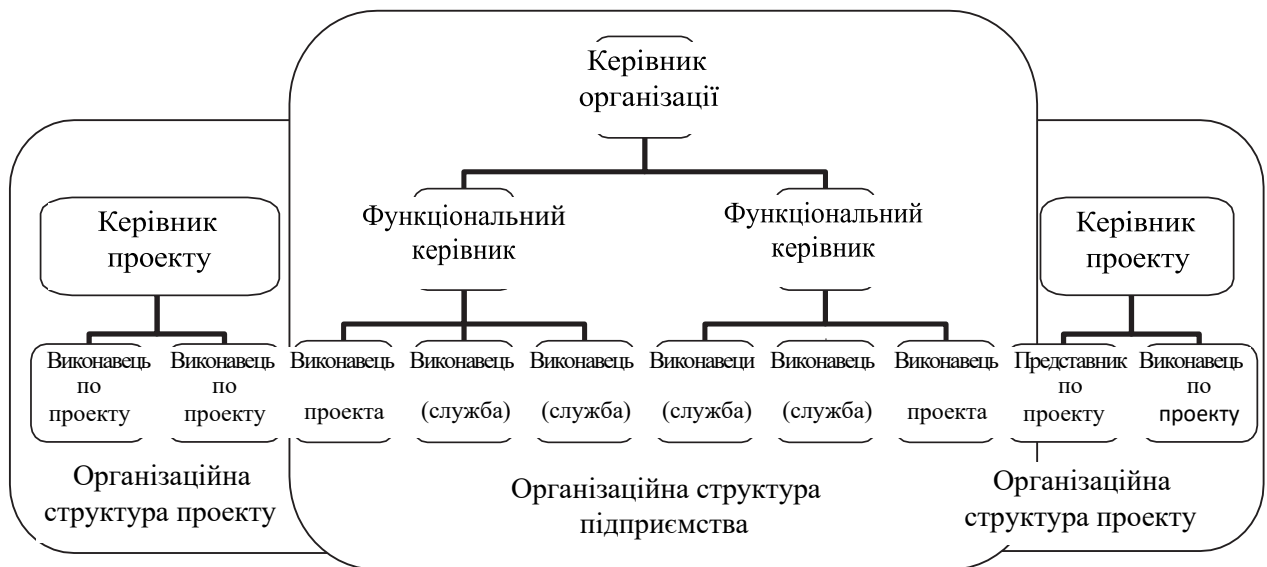 Керівник
організації
Керівник
проекту
Функціональний
керівник
Функціональний
керівник
Керівник
проекту
Виконавець
по
проекту
Виконавець
по
проекту
Виконавець
проекта
Виконавець
(служба)
Виконавець
(служба)
Виконавеци
(служба)
Виконавець
(служба)
Виконавець
проекта
Представник
по
проекту
Виконавець
по
проекту
Організаційна
структура проекту
Організаційна структура
підприємства
Організаційна
структура проекту